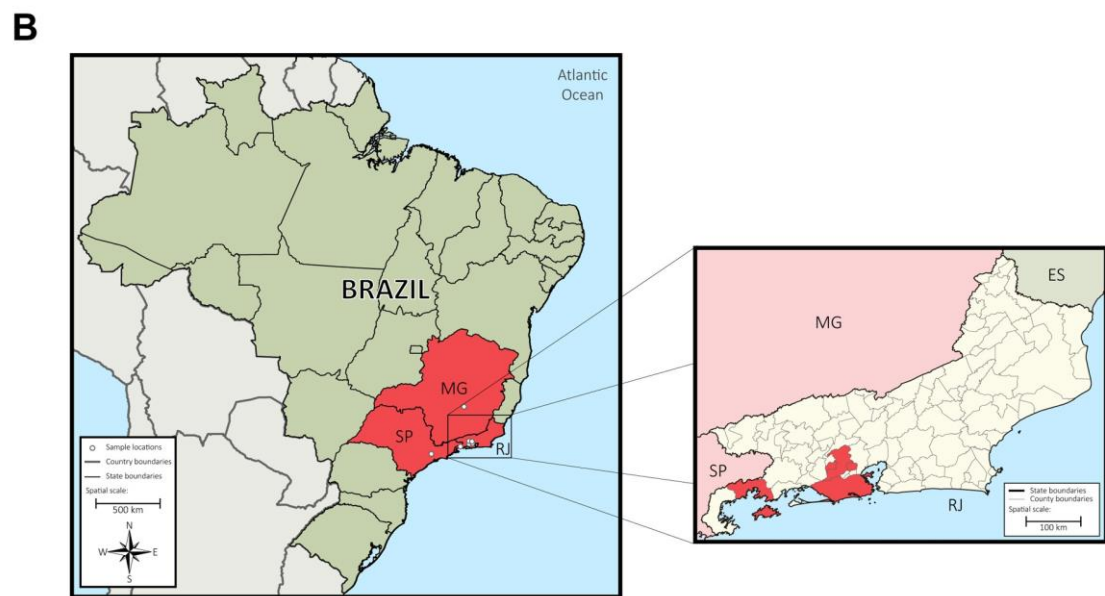 B
Atlantic
Ocean
BRAZIL
MG
SP
RJ
Sample locations
Country boundaries
State boundaries
Spatial scale:
500 km
N
W E
S
ES
MG
SP
RJ
State boundaries
County boundaries
Spatial scale:
100 km